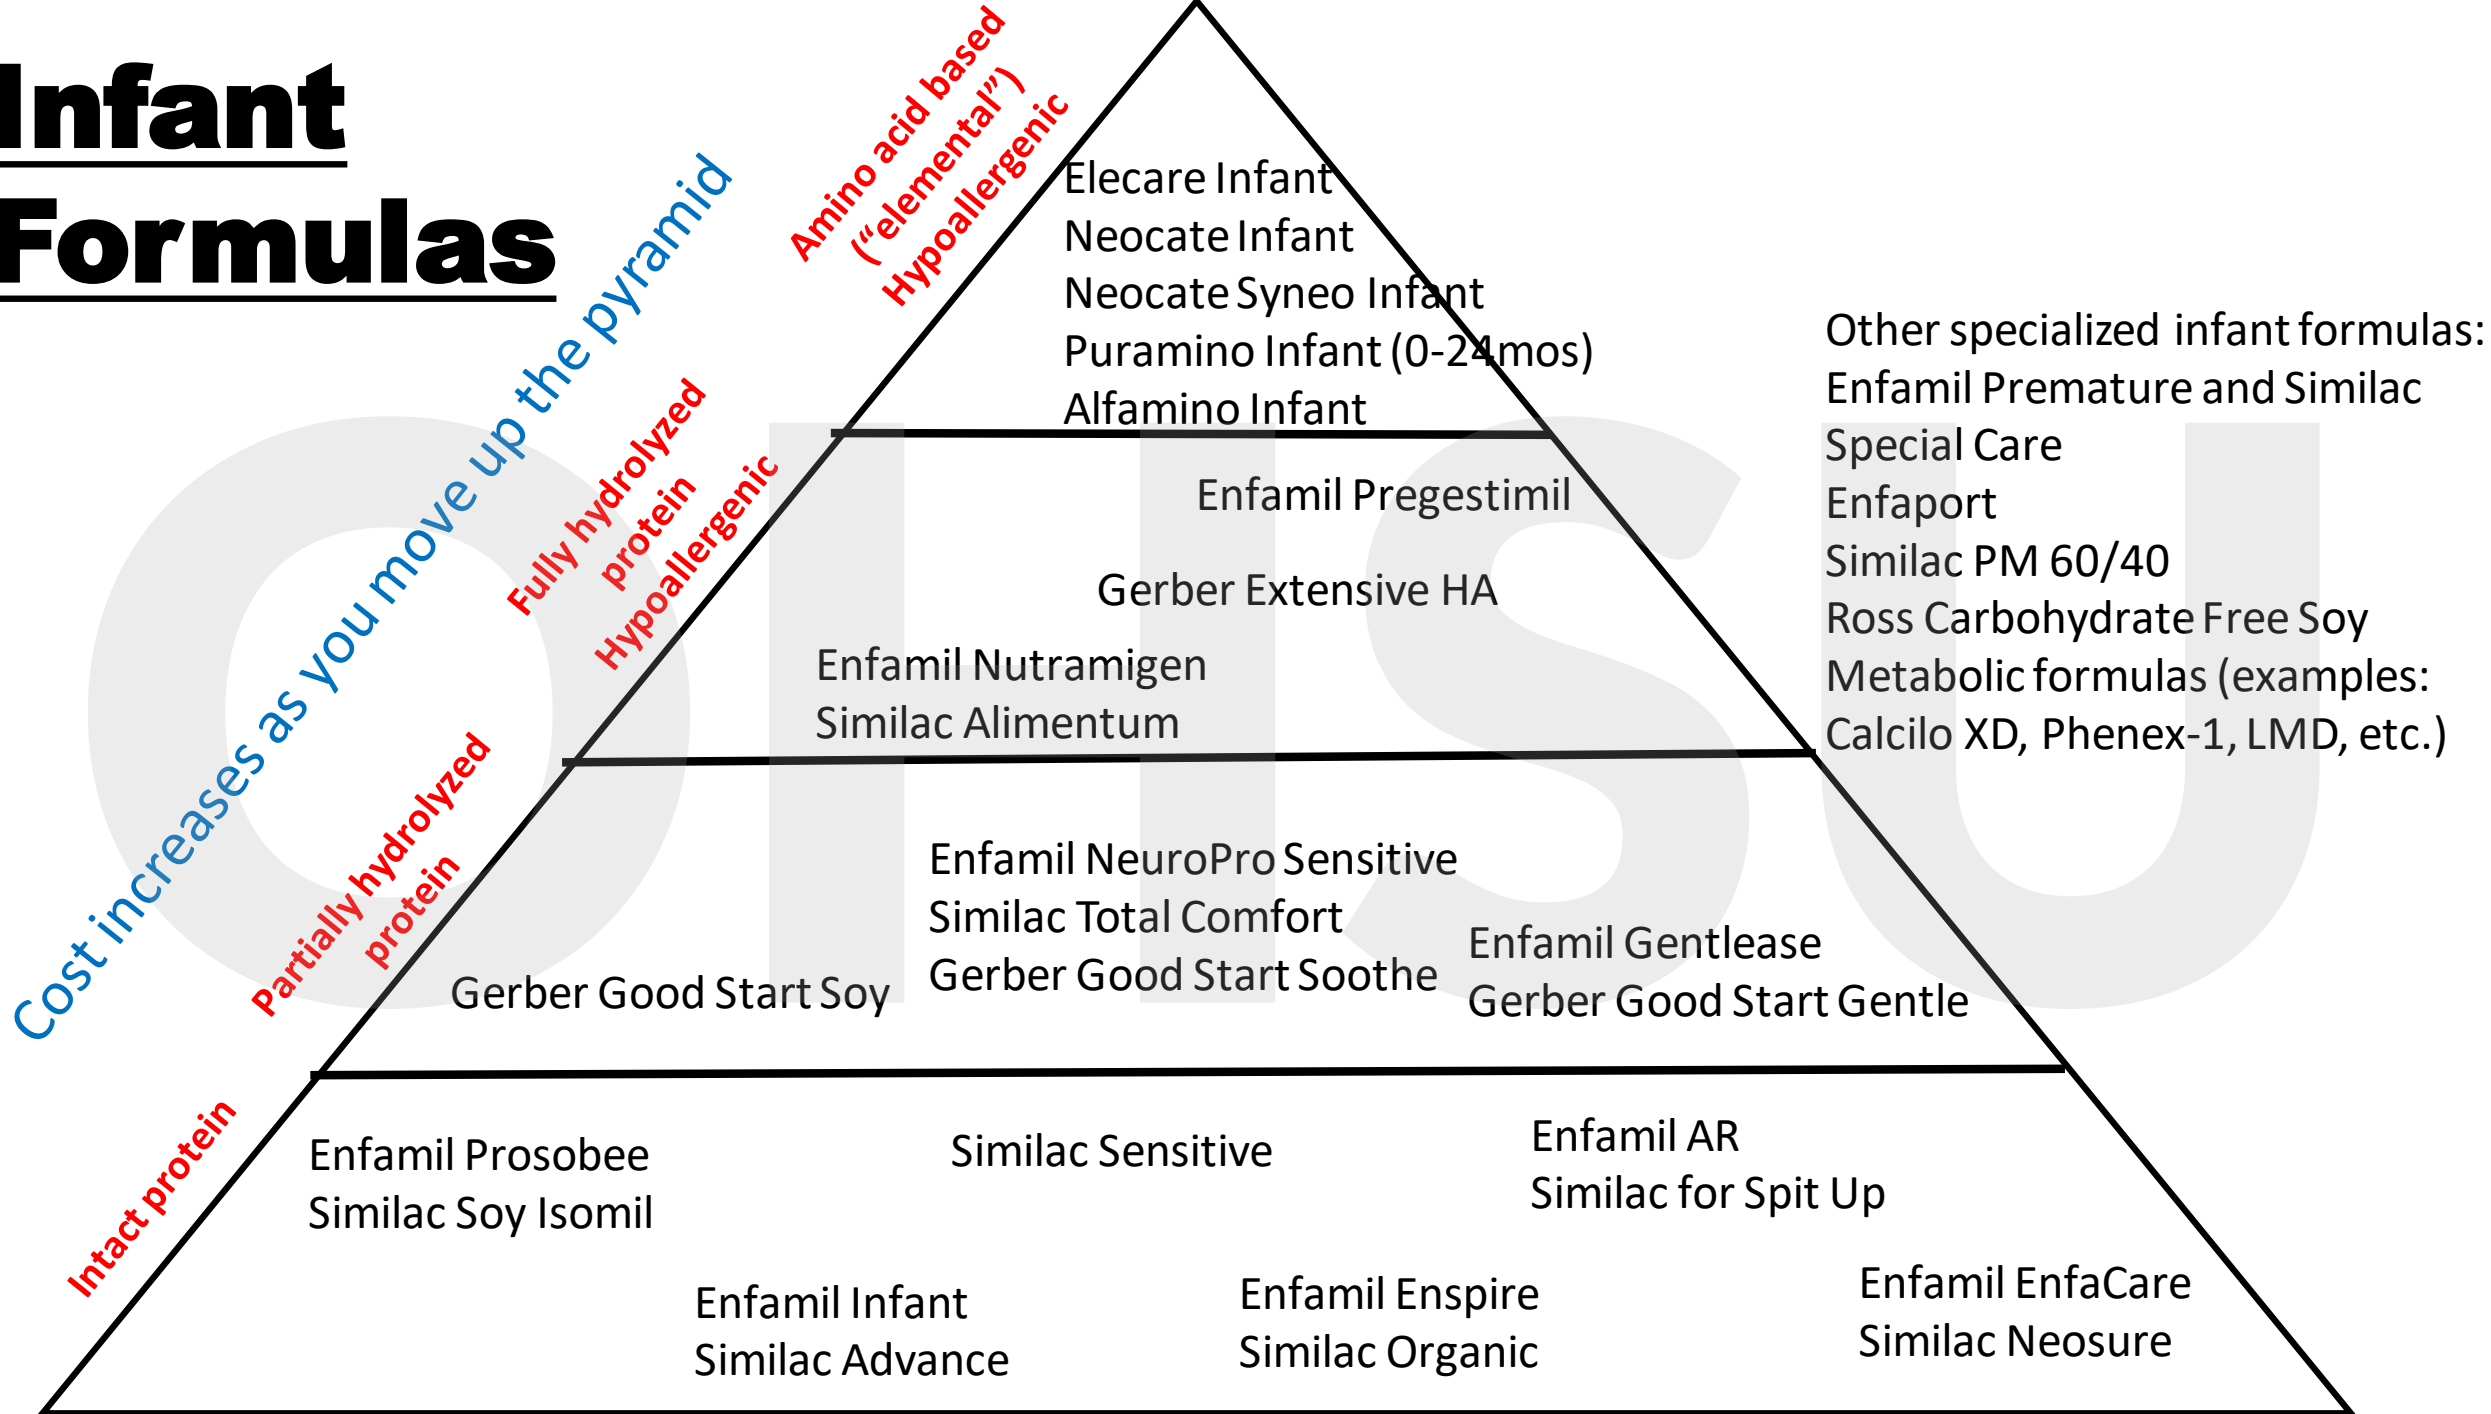 Infant
Formulas
Cost increases as you move up the pyramid
Amino acid based
(“elemental”)
Hypoallergenic
Elecare Infant
Neocate Infant
Neocate Syneo Infant
Puramino Infant (0-24mos)
Alfamino Infant
Fully hydrolyzed
protein
Hypoallergenic
Enfamil Pregestimil
Gerber Extensive HA
Enfamil Nutramigen
Similac Alimentum
Partially hydrolyzed
protein
Gerber Good Start Soy
Enfamil NeuroPro Sensitive
Similac Total Comfort
Gerber Good Start Soothe
Enfamil Gentlease
Gerber Good Start Gentle
Intact protein
Enfamil Prosobee
Similac Soy Isomil
Similac Sensitive
Enfamil AR
Similac for Spit Up
Enfamil Infant
Similac Advance
Enfamil Enspire
Similac Organic
Enfamil EnfaCare
Similac Neosure
Other specialized infant formulas:
Enfamil Premature and Similac
Special Care
Enfaport
Similac PM 60/40
Ross Carbohydrate Free Soy
Metabolic formulas (examples:
Calcilo XD, Phenex-1, LMD, etc.)
OHSU